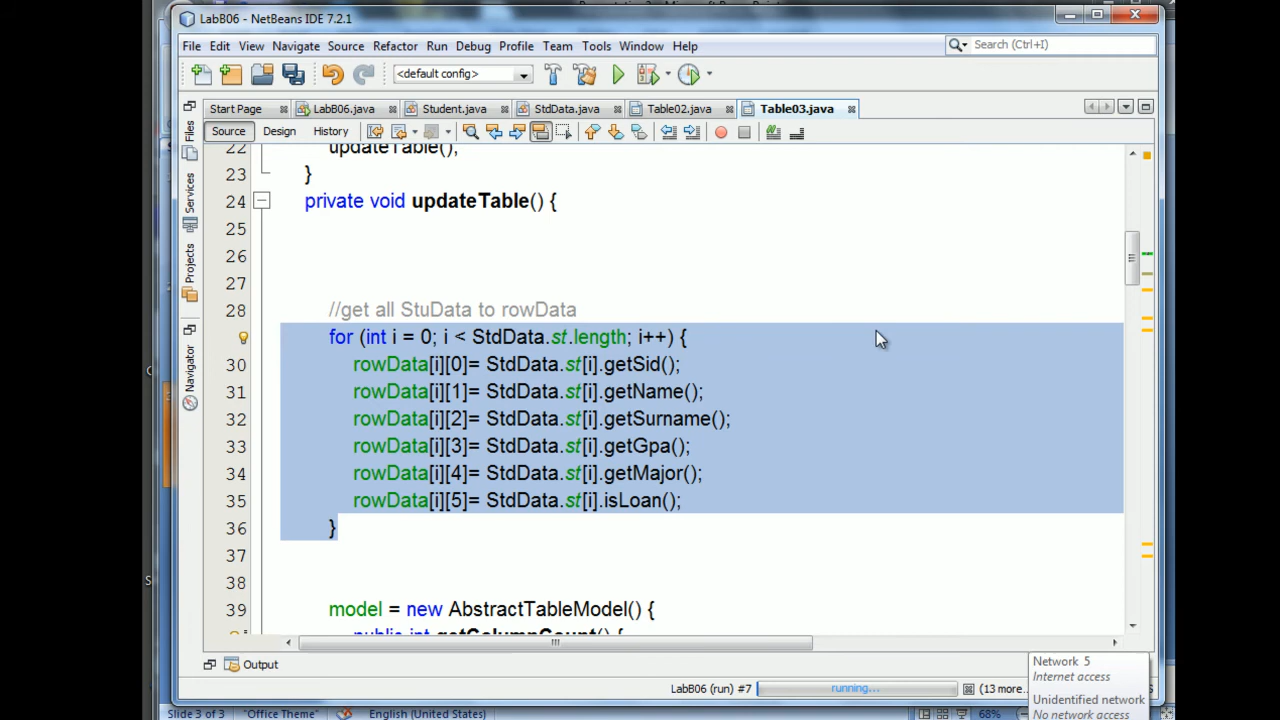 LabB06 - NetBeans IDE 7.2.1
File Edit View Navigate Source Refactor Run Debug Profile Team Tools Window Help
Search (Ctrl+I)
<default config>
Start Page LabB06.java Student.java StdData.java Table02.java Table03.java
Source Design History
Files
Services
Projects
Navigator
22 updateTable();
23 }
24 private void updateTable() {
25
26
27
28 //get all StuData to rowData
for (int i = 0; i < StdData.st.length; i++) {
30 rowData[i][0]= StdData.st[i].getSid();
31 rowData[i][1]= StdData.st[i].getName();
32 rowData[i][2]= StdData.st[i].getSurname();
33 rowData[i][3]= StdData.st[i].getGpa();
34 rowData[i][4]= StdData.st[i].getMajor();
35 rowData[i][5]= StdData.st[i].isLoan();
36 }
37
38
39 model = new AbstractTableModel() {
public int getColumnCount() {
Output
LabB06 (run) #7 running... (13 more...
Network 5
Internet access
Unidentified network
No network access
Slide 3 of 3 "Office Theme" English (United States) 68%